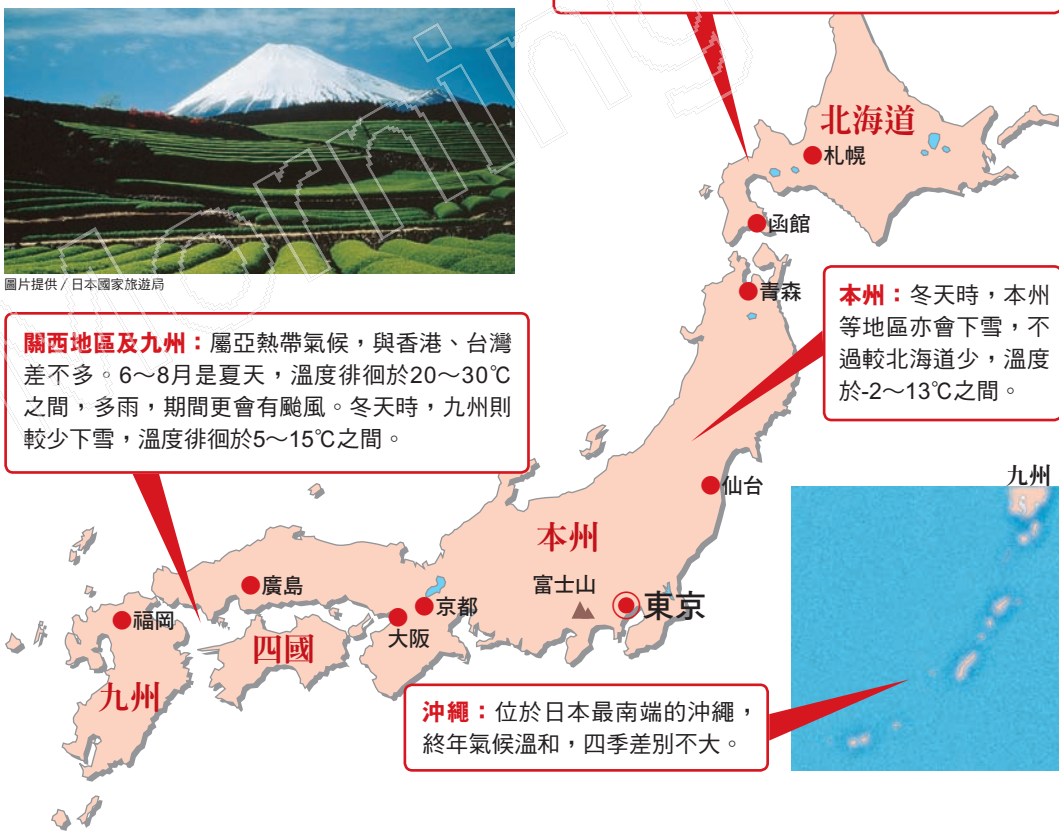 圖片提供 / 日本國家旅遊局
北海道
札幌
函館
青森
本州：冬天時，本州
等地區亦會下雪，不
過較北海道少，溫度
於-2～13℃之間。
關西地區及九州：屬亞熱帶氣候，與香港、台灣
差不多。6～8月是夏天，溫度徘徊於20～30℃
之間，多雨，期間更會有颱風。冬天時，九州則
較少下雪，溫度徘徊於5～15℃之間。
仙台
九州
本州
富士山
東京
廣島
京都
大阪
福岡
四國
九州
沖繩：位於日本最南端的沖繩，
終年氣候溫和，四季差別不大。